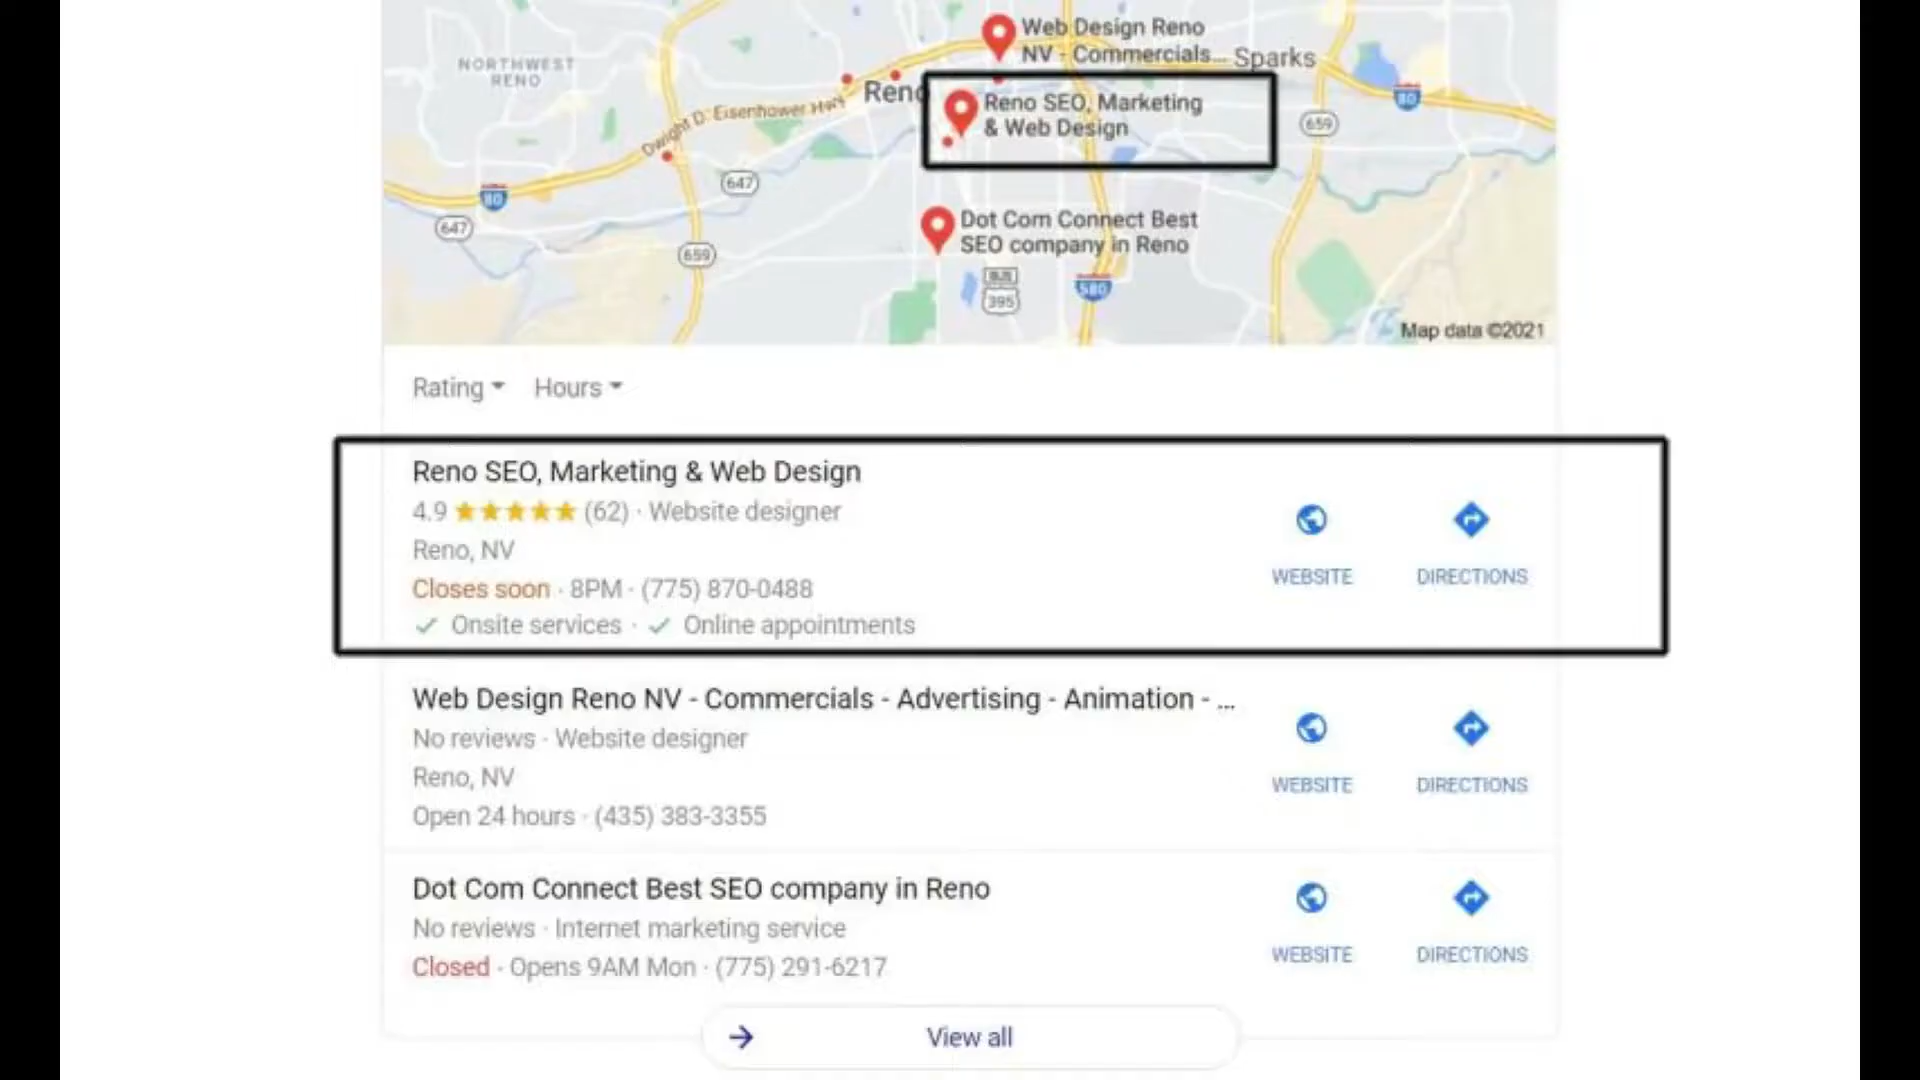 Web Design Reno
NV - Commercials...
Sparks
NORTHWEST
RENO
80
Reno SEO, Marketing
& Web Design
Dwight D. Eisenhower Hwy
659
647
80
647
Dot Com Connect Best
SEO company in Reno
659
BUS
395
580
Map data ©2021
Rating
Hours
Reno SEO, Marketing & Web Design
4.9 (62) · Website designer
Reno, NV
Closes soon · 8PM · (775) 870-0488
Onsite services · Online appointments
WEBSITE
DIRECTIONS
Web Design Reno NV - Commercials - Advertising - Animation - ...
No reviews · Website designer
Reno, NV
Open 24 hours · (435) 383-3355
WEBSITE
DIRECTIONS
Dot Com Connect Best SEO company in Reno
No reviews · Internet marketing service
Closed · Opens 9AM Mon · (775) 291-6217
WEBSITE
DIRECTIONS
View all